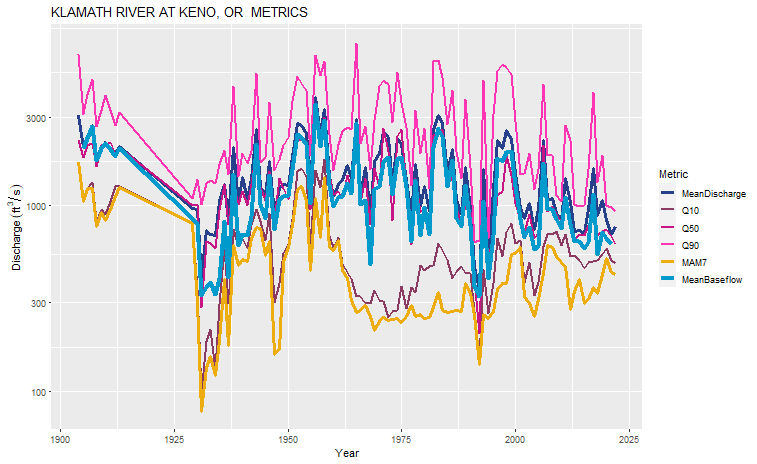 KLAMATH RIVER AT KENO, OR  METRICS
Discharge (ft³/ s)
3000
1000
300
100
1900
1925
1950
1975
2000
2025
Year
Metric
MeanDischarge
Q10
Q50
Q90
MAM7
MeanBaseflow